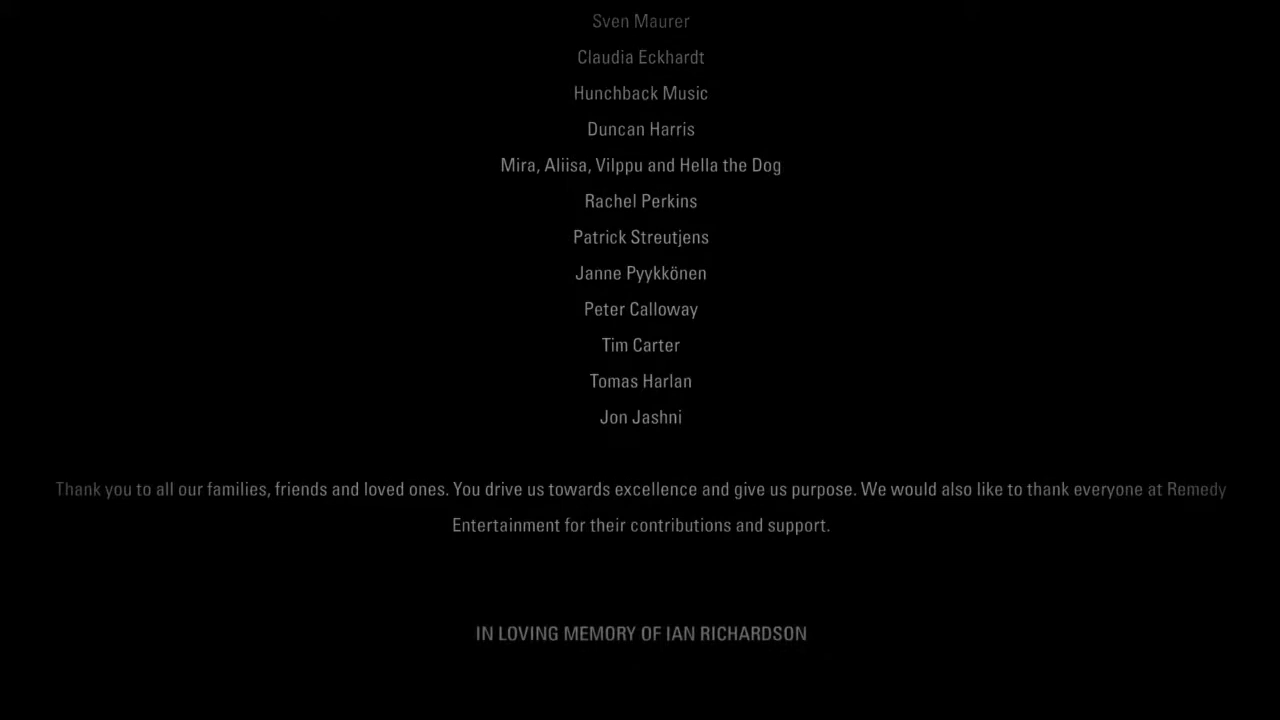 Sven Maurer
Claudia Eckhardt
Hunchback Music
Duncan Harris
Mira, Aliisa, Vilppu and Hella the Dog
Rachel Perkins
Patrick Streutjens
Janne Pyykkönen
Peter Calloway
Tim Carter
Tomas Harlan
Jon Jashni
Thank you to all our families, friends and loved ones. You drive us towards excellence and give us purpose. We would also like to thank everyone at Remedy
Entertainment for their contributions and support.
IN LOVING MEMORY OF IAN RICHARDSON